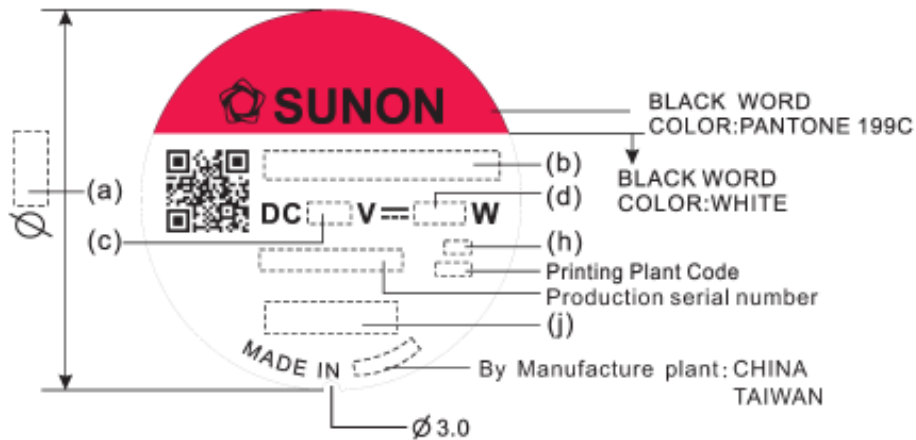 SUNON
BLACK WORD
COLOR:PANTONE 199C
(b)
BLACK WORD
COLOR:WHITE
(a)
Ø
(d)
DC V⎓ W
(c)
(h)
Printing Plant Code
Production serial number
(j)
MADE IN
By Manufacture plant: CHINA
TAIWAN
Ø 3.0